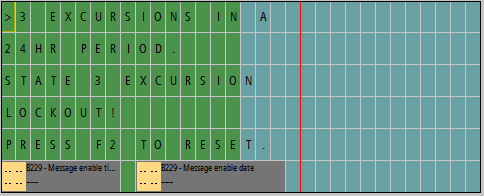 >3 EXCURSIONS IN A
24HR PERIOD.
STATE 3 EXCURSION
LOCKOUT!
PRESS F2 TO RESET.
8229 - Message enable ti... 8229 - Message enable date
--- ---